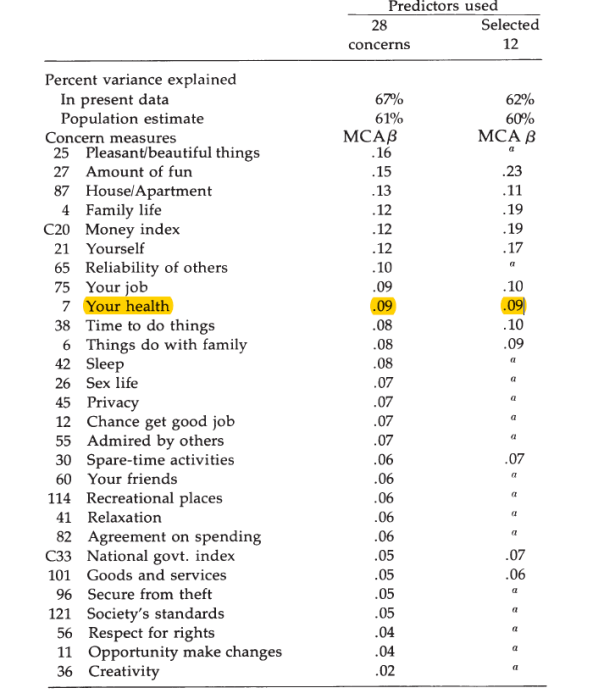 Predictors used
28 Selected
concerns 12
Percent variance explained
In present data 67% 62%
Population estimate 61% 60%
Concern measures MCAβ MCA β
25 Pleasant/beautiful things .16 a
27 Amount of fun .15 .23
87 House/Apartment .13 .11
4 Family life .12 .19
C20 Money index .12 .19
21 Yourself .12 .17
65 Reliability of others .10 a
75 Your job .09 .10
7 Your health .09 .09
38 Time to do things .08 .10
6 Things do with family .08 .09
42 Sleep .08 a
26 Sex life .07 a
45 Privacy .07 a
12 Chance get good job .07 a
55 Admired by others .07 a
30 Spare-time activities .06 .07
60 Your friends .06 a
114 Recreational places .06 a
41 Relaxation .06 a
82 Agreement on spending .06 a
C33 National govt. index .05 .07
101 Goods and services .05 .06
96 Secure from theft .05 a
121 Society's standards .05 a
56 Respect for rights .04 a
11 Opportunity make changes .04 a
36 Creativity .02 a